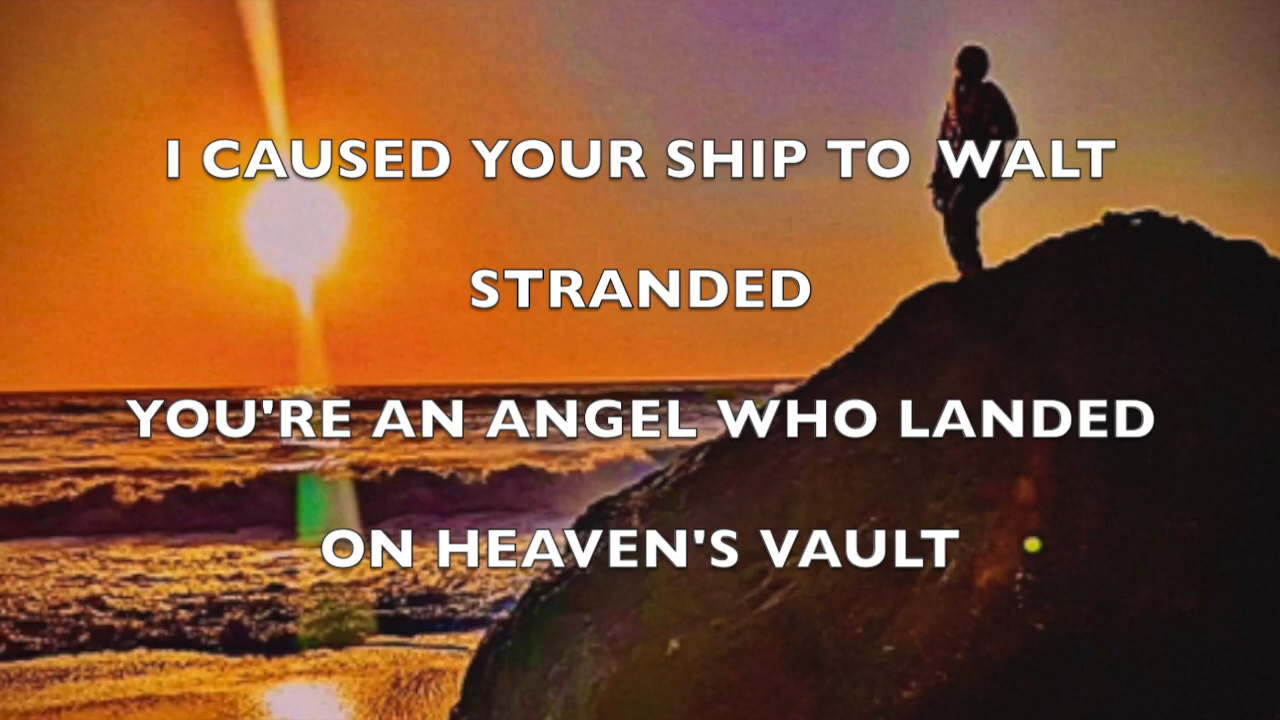 I CAUSED YOUR SHIP TO WALT
STRANDED
YOU'RE AN ANGEL WHO LANDED
ON HEAVEN'S VAULT